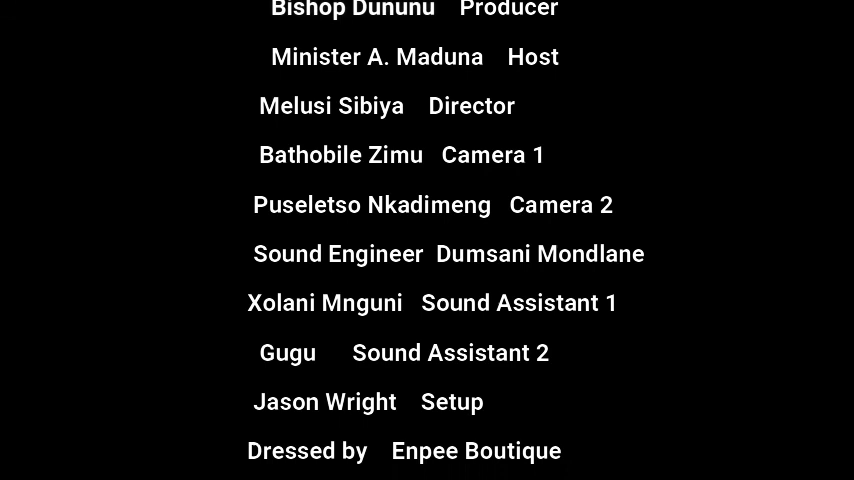 Bishop Dununu Producer
Minister A. Maduna Host
Melusi Sibiya Director
Bathobile Zimu Camera 1
Puseletso Nkadimeng Camera 2
Sound Engineer Dumsani Mondlane
Xolani Mnguni Sound Assistant 1
Gugu Sound Assistant 2
Jason Wright Setup
Dressed by Enpee Boutique